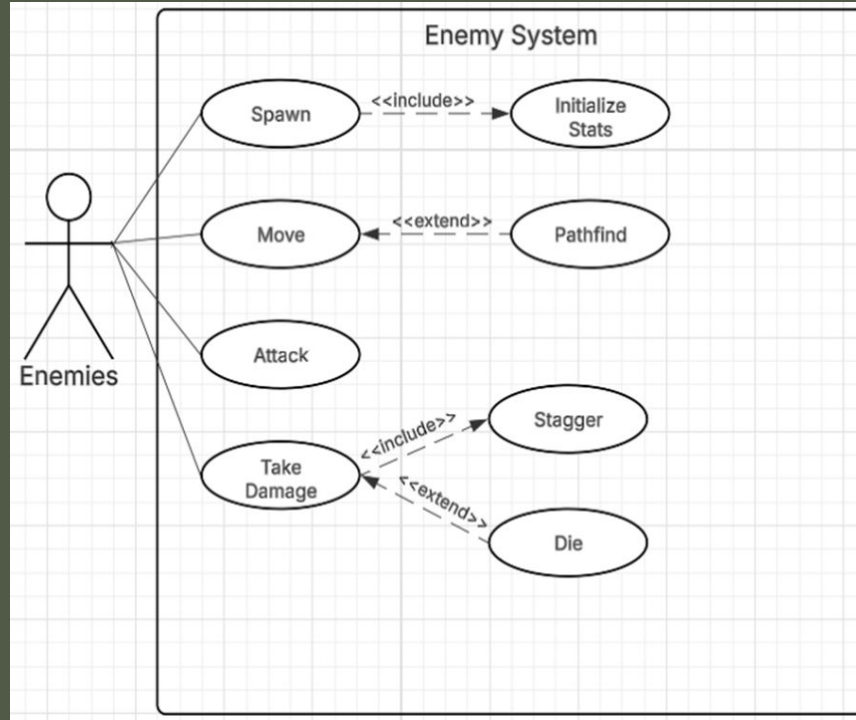 Enemy System
Spawn
<<include>>
Initialize
Stats
Move
<<extend>>
Pathfind
Enemies
Attack
Take
Damage
<<include>>
Stagger
<<extend>>
Die